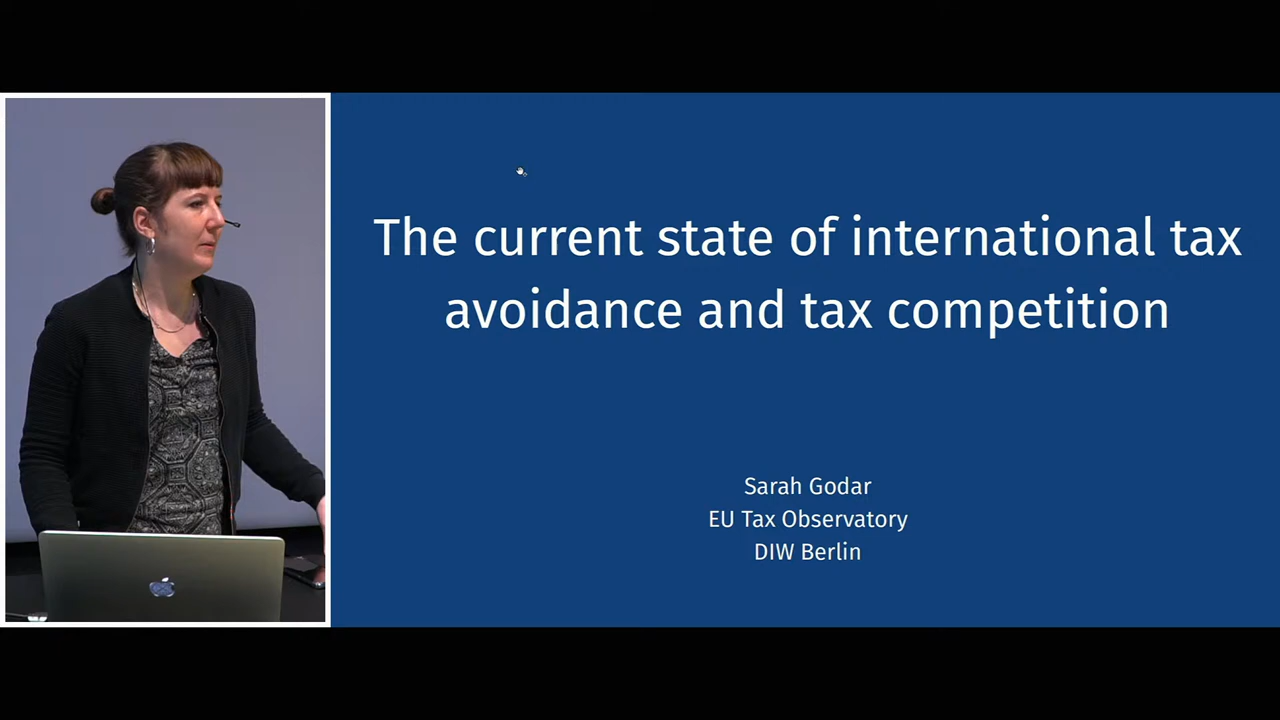 The current state of international tax
avoidance and tax competition
Sarah Godar
EU Tax Observatory
DIW Berlin